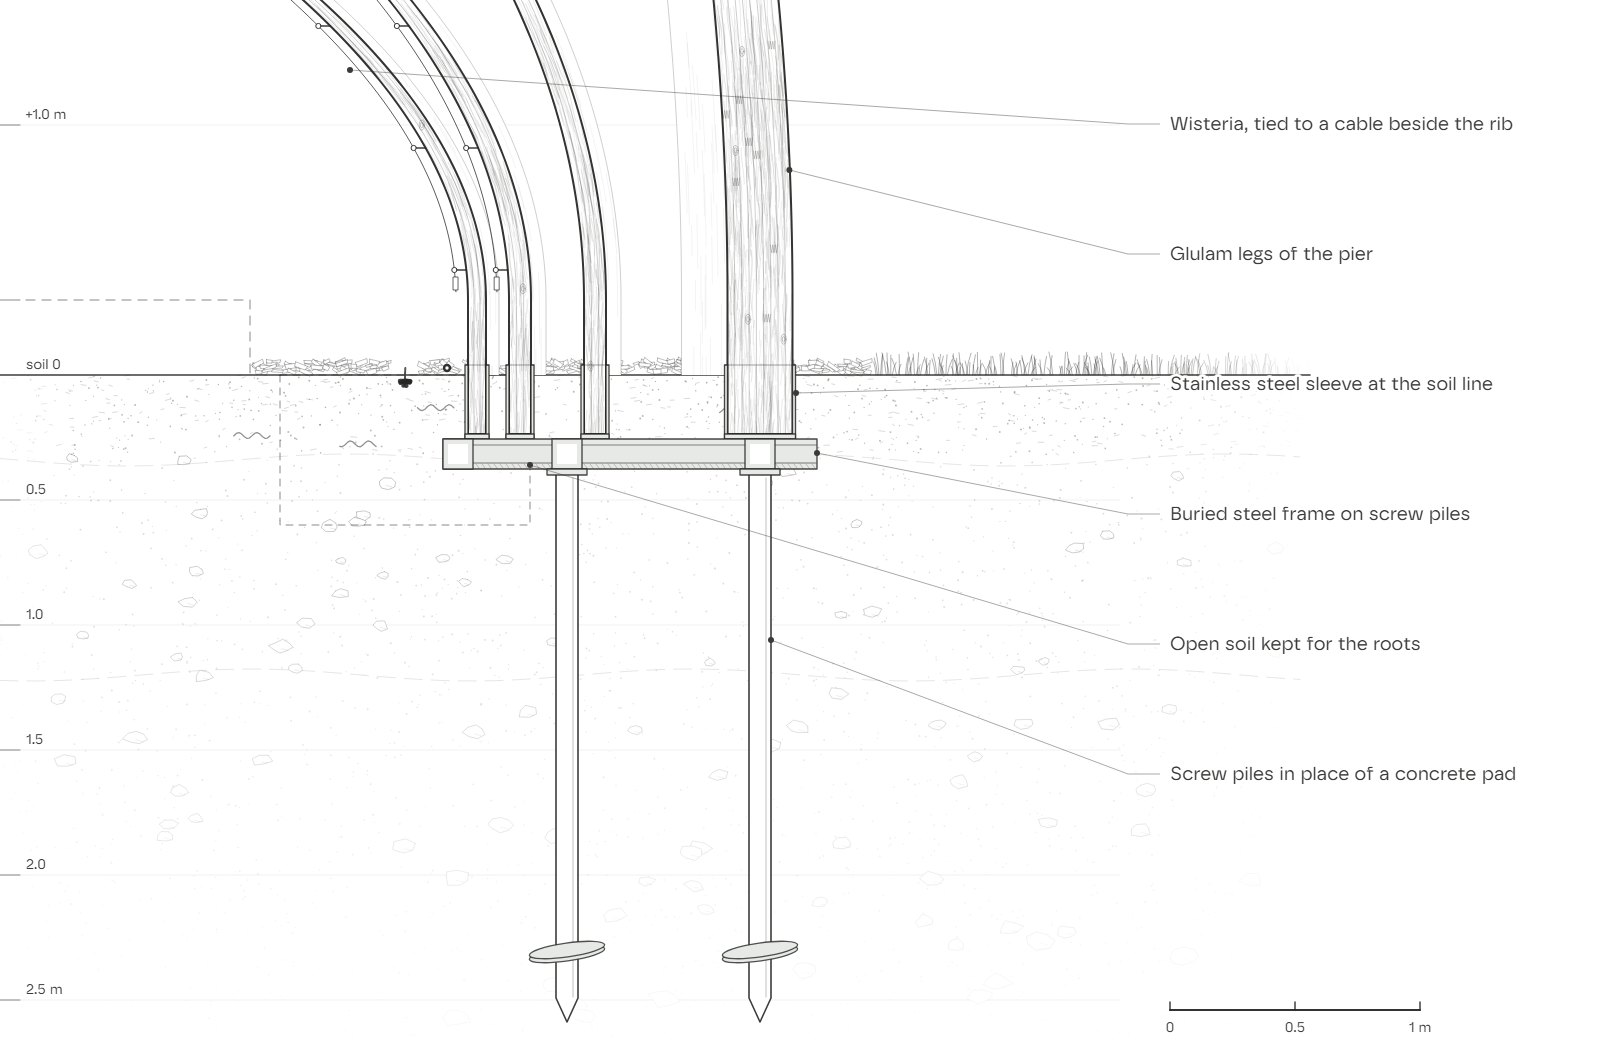 +1.0 m
Wisteria, tied to a cable beside the rib
Glulam legs of the pier
soil 0
Stainless steel sleeve at the soil line
0.5
Buried steel frame on screw piles
1.0
Open soil kept for the roots
1.5
Screw piles in place of a concrete pad
2.0
2.5 m
0 0.5 1 m